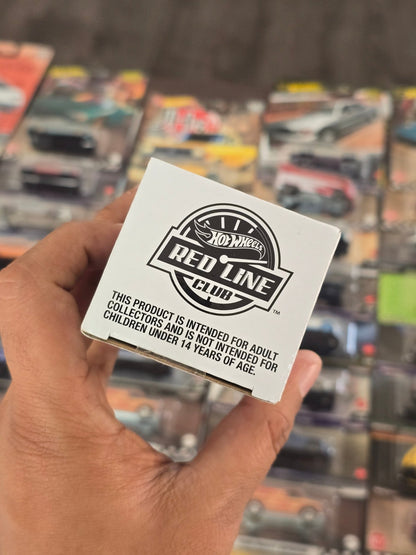 Hot Wheels
RED LINE
CLUB
™
THIS PRODUCT IS INTENDED FOR ADULT
COLLECTORS AND IS NOT INTENDED FOR
CHILDREN UNDER 14 YEARS OF AGE.